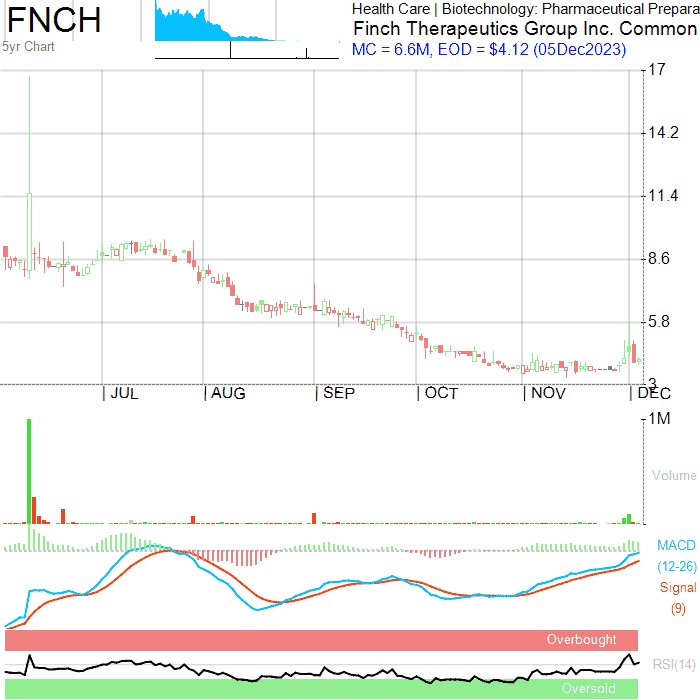 FNCH
5yr Chart
Health Care | Biotechnology: Pharmaceutical Prepara
Finch Therapeutics Group Inc. Common
MC = 6.6M, EOD = $4.12 (05Dec2023)
17
14.2
11.4
8.6
5.8
3
JUL
AUG
SEP
OCT
NOV
DEC
1M
Volume
MACD
(12-26)
Signal
(9)
Overbought
RSI(14)
Oversold